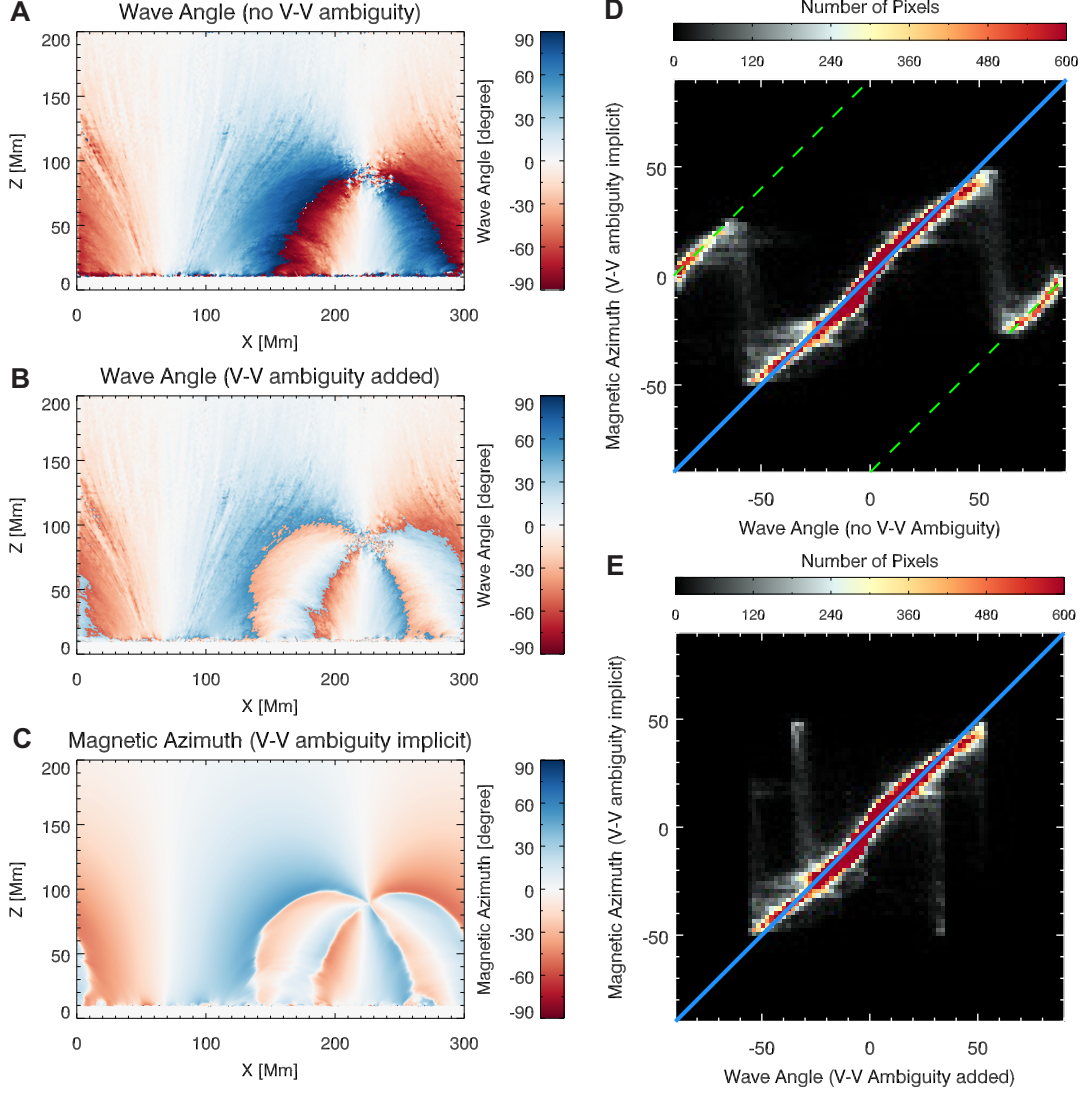 A
Wave Angle (no V-V ambiguity)
200
150
100
50
0
Z [Mm]
0 100 200 300
X [Mm]
90
60
30
0
-30
-60
-90
Wave Angle [degree]
B
Wave Angle (V-V ambiguity added)
200
150
100
50
0
Z [Mm]
0 100 200 300
X [Mm]
90
60
30
0
-30
-60
-90
Wave Angle [degree]
C
Magnetic Azimuth (V-V ambiguity implicit)
200
150
100
50
0
Z [Mm]
0 100 200 300
X [Mm]
90
60
30
0
-30
-60
-90
Magnetic Azimuth [degree]
D
Number of Pixels
0 120 240 360 480 600
50
0
-50
Magnetic Azimuth (V-V ambiguity implicit)
-50 0 50
Wave Angle (no V-V Ambiguity)
E
Number of Pixels
0 120 240 360 480 600
50
0
-50
Magnetic Azimuth (V-V ambiguity implicit)
-50 0 50
Wave Angle (V-V Ambiguity added)